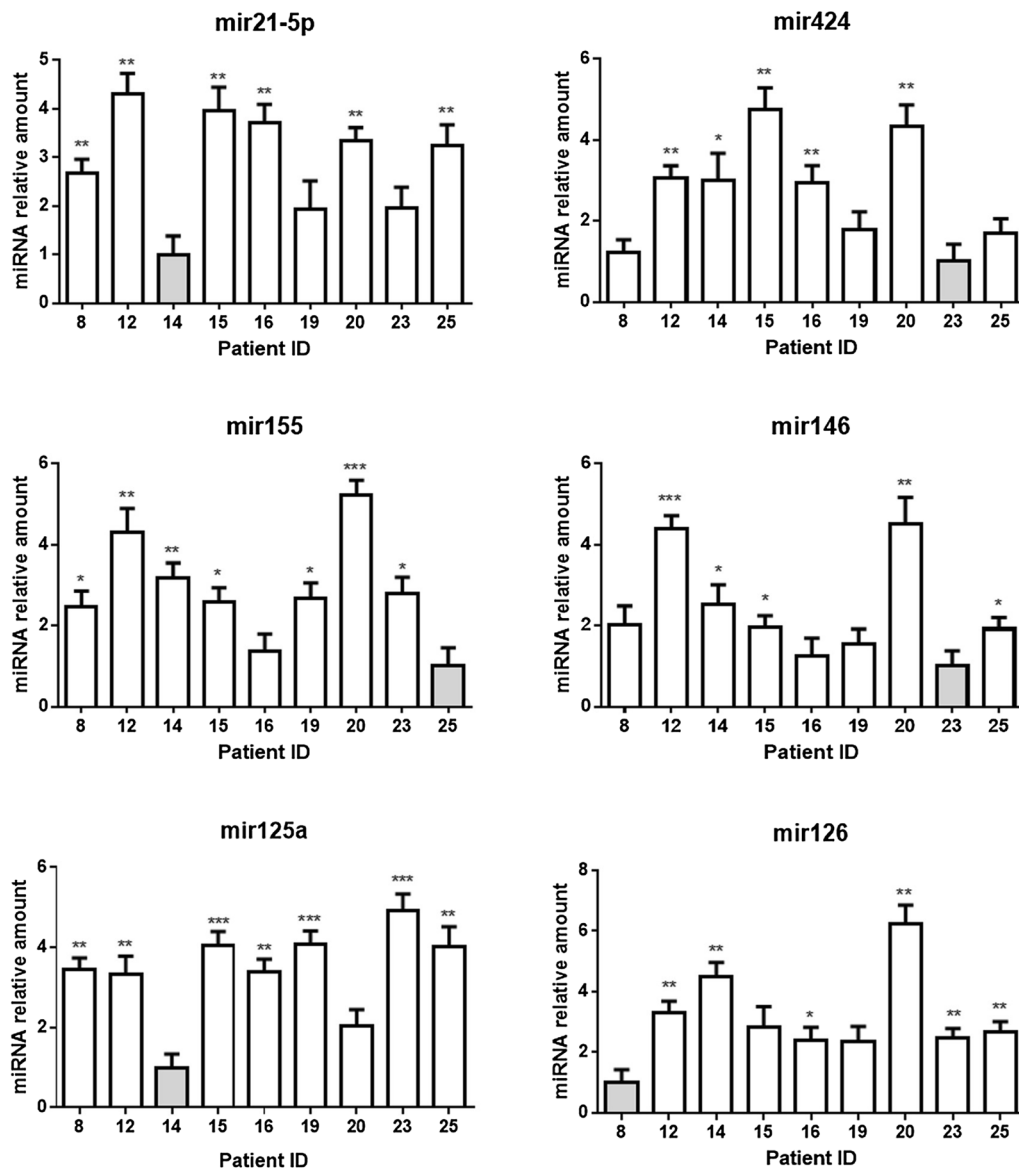 mir21-5p
miRNA relative amount
5
4
3
2
1
0
** ** ** ** ** **
8 12 14 15 16 19 20 23 25
Patient ID
mir424
miRNA relative amount
6
4
2
0
** * ** ** **
8 12 14 15 16 19 20 23 25
Patient ID
mir155
miRNA relative amount
6
4
2
0
* ** ** * * *** *
8 12 14 15 16 19 20 23 25
Patient ID
mir146
miRNA relative amount
6
4
2
0
*** * * ** *
8 12 14 15 16 19 20 23 25
Patient ID
mir125a
miRNA relative amount
6
4
2
0
** ** *** ** *** *** **
8 12 14 15 16 19 20 23 25
Patient ID
mir126
miRNA relative amount
8
6
4
2
0
** ** * ** ** **
8 12 14 15 16 19 20 23 25
Patient ID